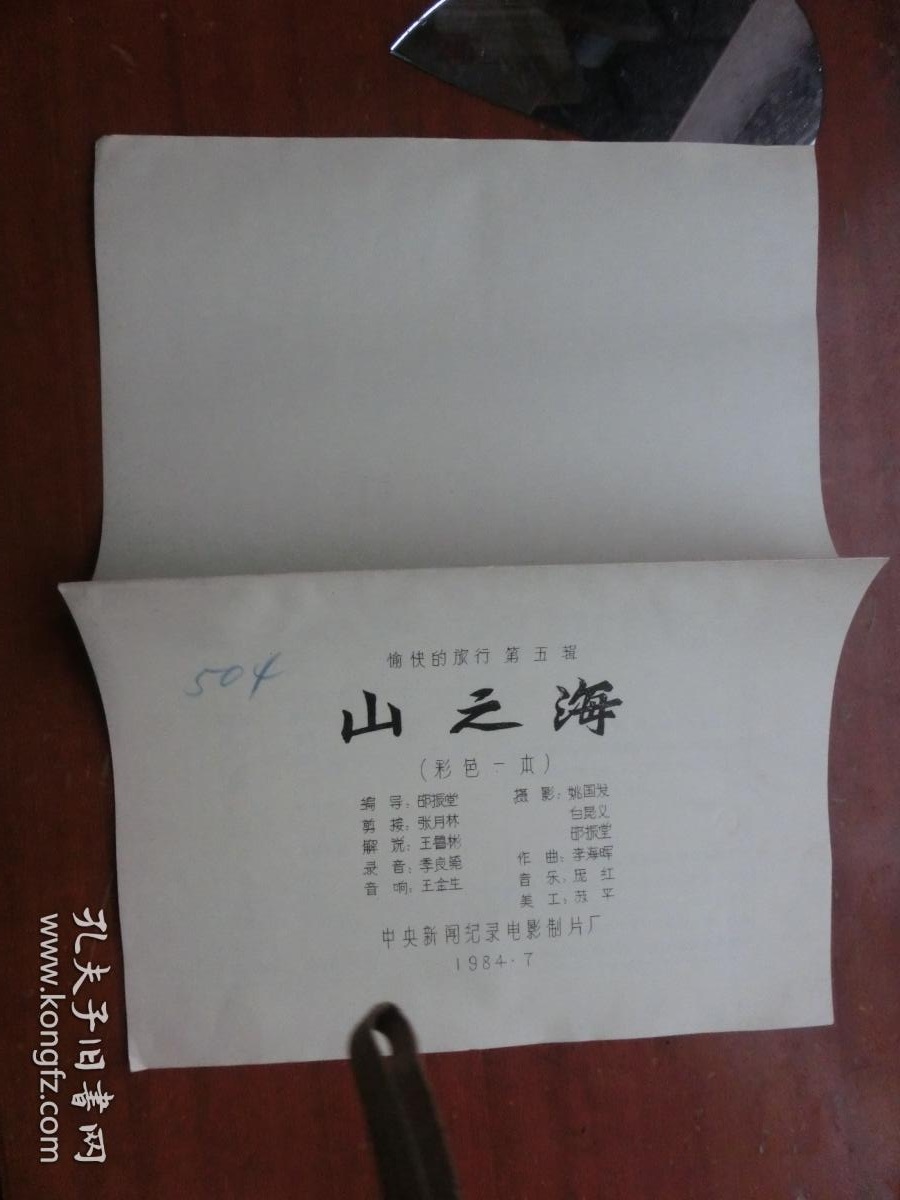 504
愉快的旅行 第五辑
山之海
（彩色一本）
编导：邵振堂
剪接：张月林
解说：王鲁彬
录音：季良
音响：王金生
摄影：姚国发
白昆义
邵振堂
作曲：李海晖
音乐：庞红
美工：苏平
中央新闻纪录电影制片厂
1984·7
孔夫子旧书网
www.kongfz.com